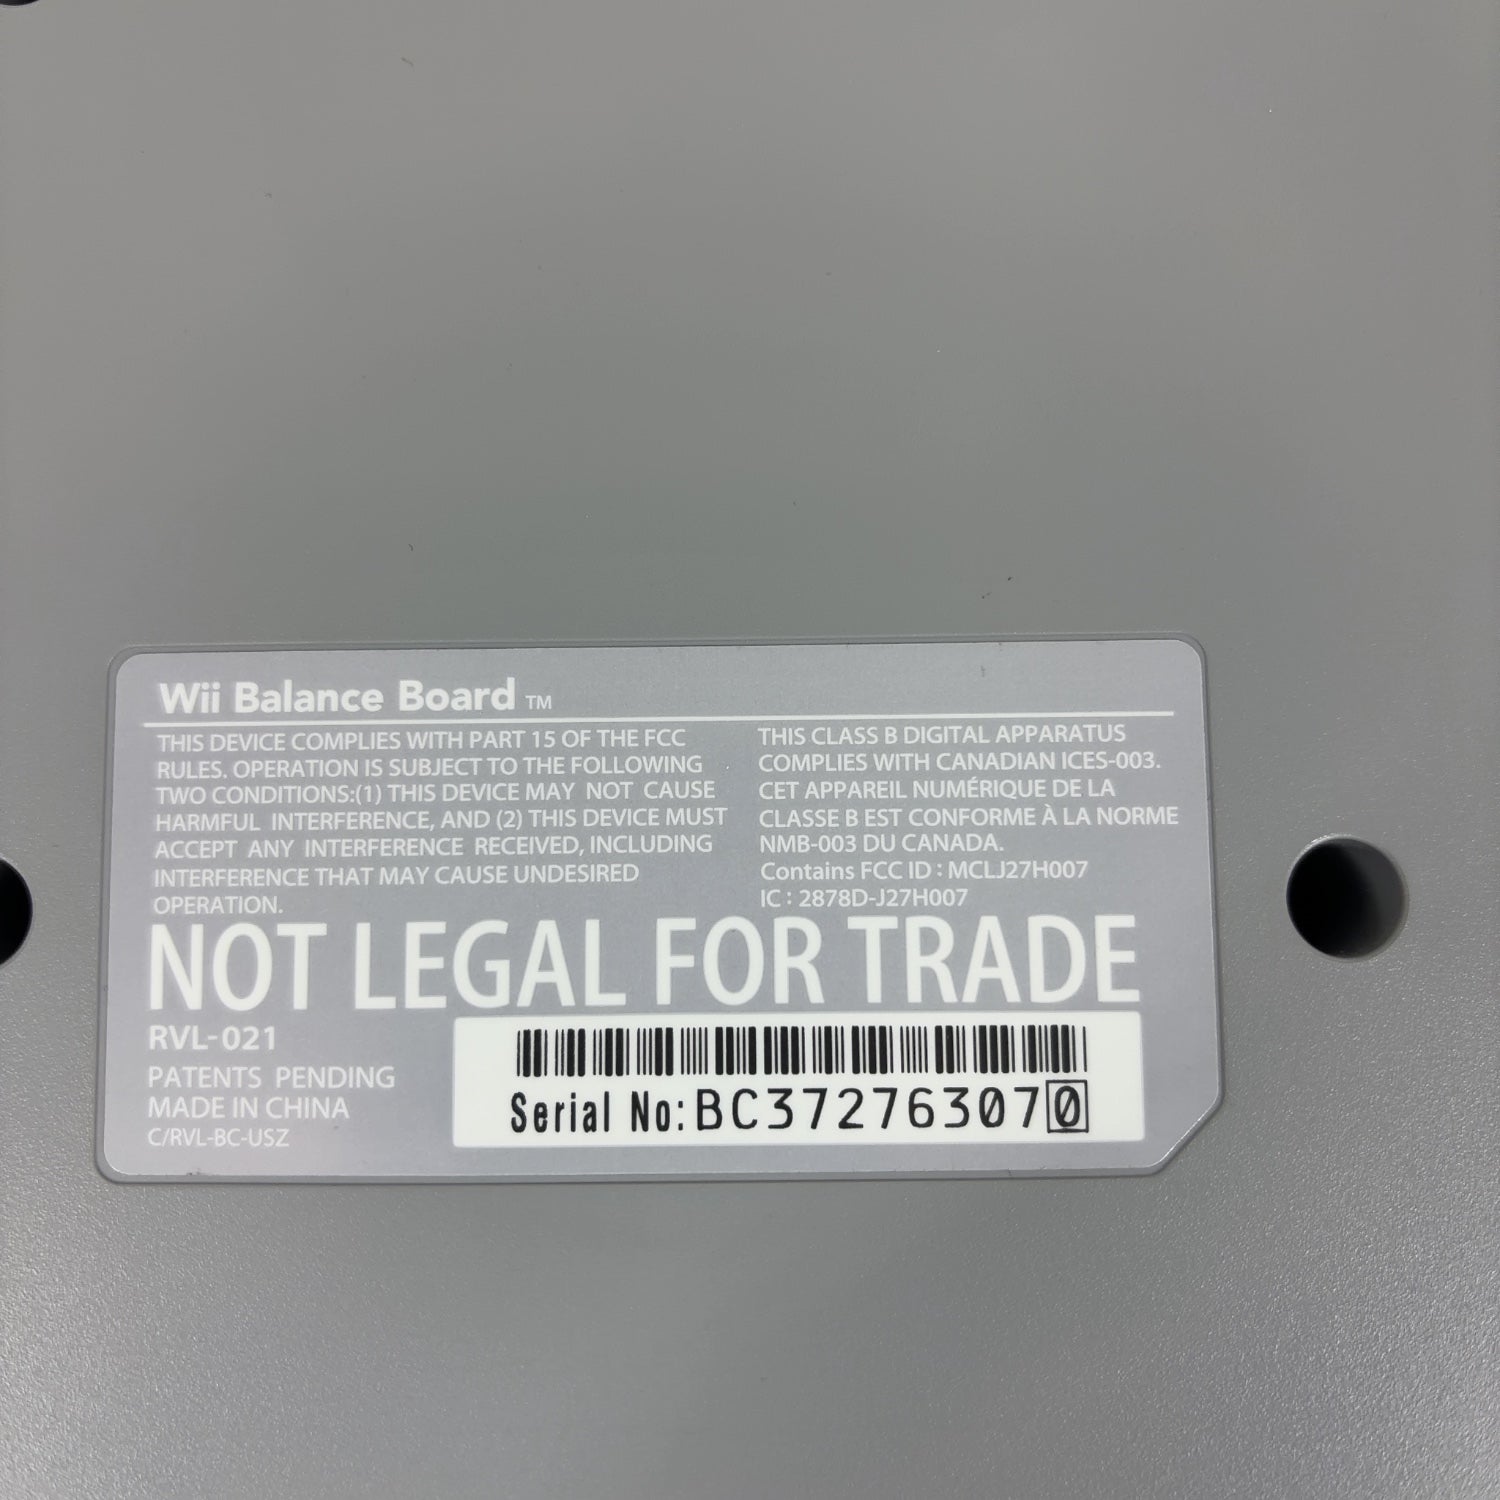 Wii Balance Board ™
THIS DEVICE COMPLIES WITH PART 15 OF THE FCC
RULES. OPERATION IS SUBJECT TO THE FOLLOWING
TWO CONDITIONS:(1) THIS DEVICE MAY NOT CAUSE
HARMFUL INTERFERENCE, AND (2) THIS DEVICE MUST
ACCEPT ANY INTERFERENCE RECEIVED, INCLUDING
INTERFERENCE THAT MAY CAUSE UNDESIRED
OPERATION.
THIS CLASS B DIGITAL APPARATUS
COMPLIES WITH CANADIAN ICES-003.
CET APPAREIL NUMÉRIQUE DE LA
CLASSE B EST CONFORME À LA NORME
NMB-003 DU CANADA.
Contains FCC ID : MCLJ27H007
IC : 2878D-J27H007
NOT LEGAL FOR TRADE
RVL-021
PATENTS PENDING
MADE IN CHINA
C/RVL-BC-USZ
Serial No:BC372763070